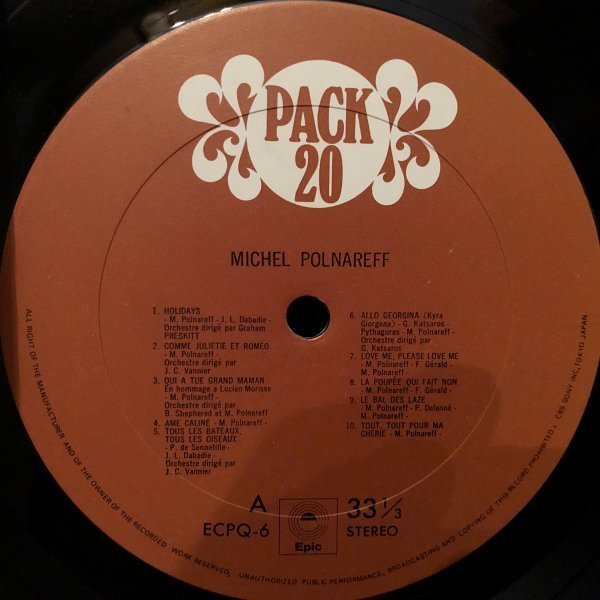 PACK
20
MICHEL POLNAREFF
1. HOLIDAYS
- M. Polnareff - J. L. Dabadie -
Orchestre dirigé par Graham
PRESKITT
2. COMME JULIETIE ET ROMEO
- M. Polnareff -
Orchestre dirigé par
J. C. Vannier
3. QUI A TUE GRAND MAMAN
En hommage a Lucien Morisse
- M. Polnareff -
Orchestre dirigé par
B. Shepherd et M. Polnareff
4. AME CALINE - M. Polnareff -
5. TOUS LES BATEAUX,
TOUS LES OISEAUX
- P. de Senneville -
J. L. Dabadie -
Orchestre dirigé par
J. C. Vannier
6. ALLO GEORGINA (Kyra
Giorgena) - G. Katsaros -
Pythagoras - M. Polnareff -
Orchestre dirigé par
G. Katsaros
7. LOVE ME, PLEASE LOVE ME
- M. Polnareff - F. Gérald -
M. Polnareff -
8. LA POUPÉE QUI FAIT NON
- M. Polnareff - F. Gérald -
9. LE BAL DES LAZE
- M. Polnareff - P. Delanoë -
M. Polnareff -
10. TOUT, TOUT POUR MA
CHERIE - M. Polnareff -
A
ECPQ-6
Epic
33 1/3
STEREO
ALL RIGHT OF THE MANUFACTURER AND OF THE OWNER OF THE RECORDED WORK RESERVED, UNAUTHORIZED PUBLIC PERFORMANCE, BROADCASTING AND COPYING OF THIS RECORD PROHIBITED, CBS SONY INC, TOKYO JAPAN